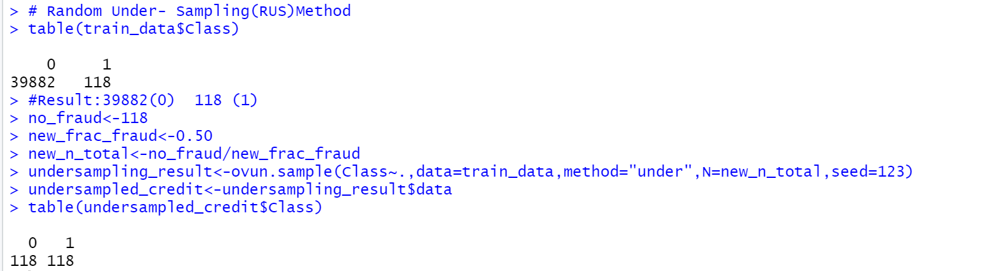 > # Random Under- Sampling(RUS)Method
> table(train_data$Class)
0 1
39882 118
> #Result:39882(0)  118 (1)
> no_fraud<-118
> new_frac_fraud<-0.50
> new_n_total<-no_fraud/new_frac_fraud
> undersampling_result<-ovun.sample(Class~.,data=train_data,method="under",N=new_n_total,seed=123)
> undersampled_credit<-undersampling_result$data
> table(undersampled_credit$Class)
0 1
118 118